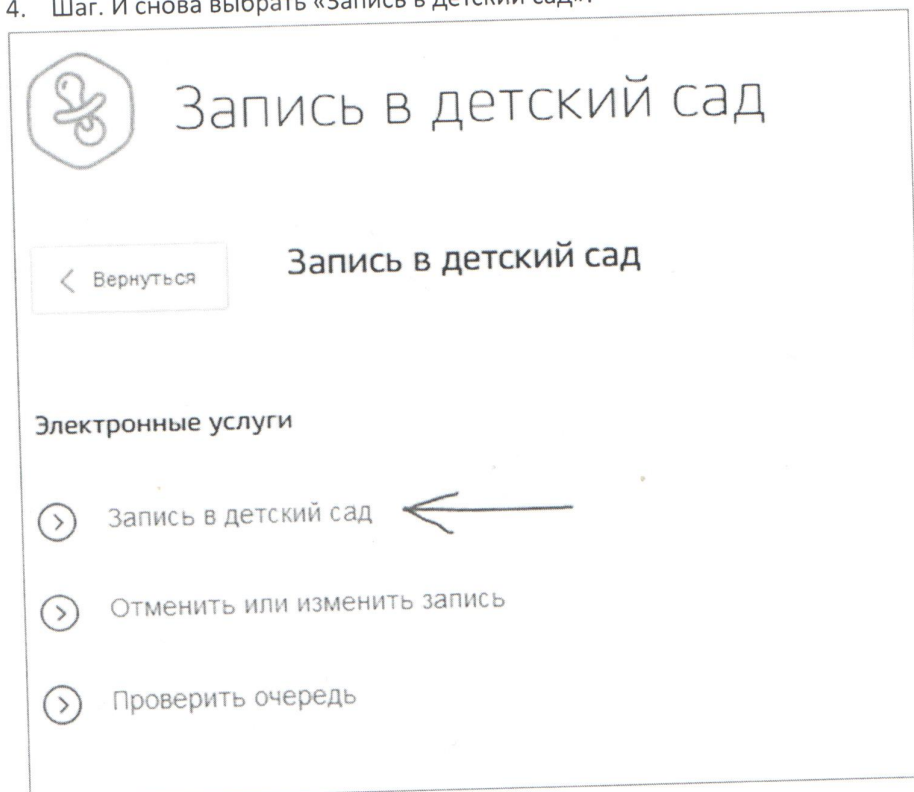 4. Шаг. И снова выбрать «Запись в детский сад».
Запись в детский сад
Вернуться
Запись в детский сад
Электронные услуги
Запись в детский сад
Отменить или изменить запись
Проверить очередь